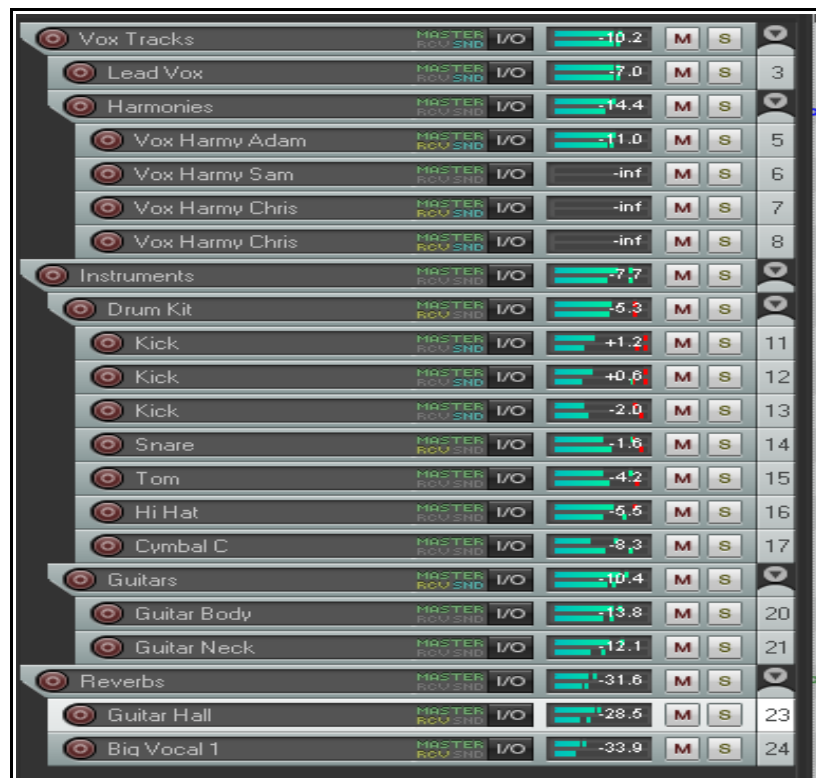 Vox Tracks MASTER RCV SND I/O -10.2 M S
Lead Vox MASTER RCV SND I/O -7.0 M S 3
Harmonies MASTER RCV SND I/O -14.4 M S
Vox Harmy Adam MASTER RCV SND I/O -11.0 M S 5
Vox Harmy Sam MASTER RCV SND I/O -inf M S 6
Vox Harmy Chris MASTER RCV SND I/O -inf M S 7
Vox Harmy Chris MASTER RCV SND I/O -inf M S 8
Instruments MASTER RCV SND I/O -7.7 M S
Drum Kit MASTER RCV SND I/O -5.3 M S
Kick MASTER RCV SND I/O +1.2 M S 11
Kick MASTER RCV SND I/O +0.6 M S 12
Kick MASTER RCV SND I/O -2.0 M S 13
Snare MASTER RCV SND I/O -1.6 M S 14
Tom MASTER RCV SND I/O -4.2 M S 15
Hi Hat MASTER RCV SND I/O -5.5 M S 16
Cymbal C MASTER RCV SND I/O -8.3 M S 17
Guitars MASTER RCV SND I/O -10.4 M S
Guitar Body MASTER RCV SND I/O -13.8 M S 20
Guitar Neck MASTER RCV SND I/O -12.1 M S 21
Reverbs MASTER RCV SND I/O -31.6 M S
Guitar Hall MASTER RCV SND I/O -28.5 M S 23
Big Vocal 1 MASTER RCV SND I/O -33.9 M S 24